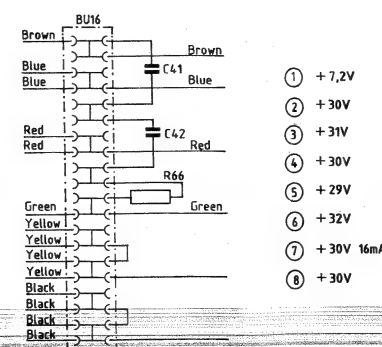 BU16
Brown
Brown
Blue
C41
Blue
Blue
Red
C42
Red
Red
R66
Green
Green
Yellow
Yellow
Yellow
Yellow
Black
Black
Black
Black
1 +7,2V
2 +30V
3 +31V
4 +30V
5 +29V
6 +32V
7 +30V 16mA
8 +30V